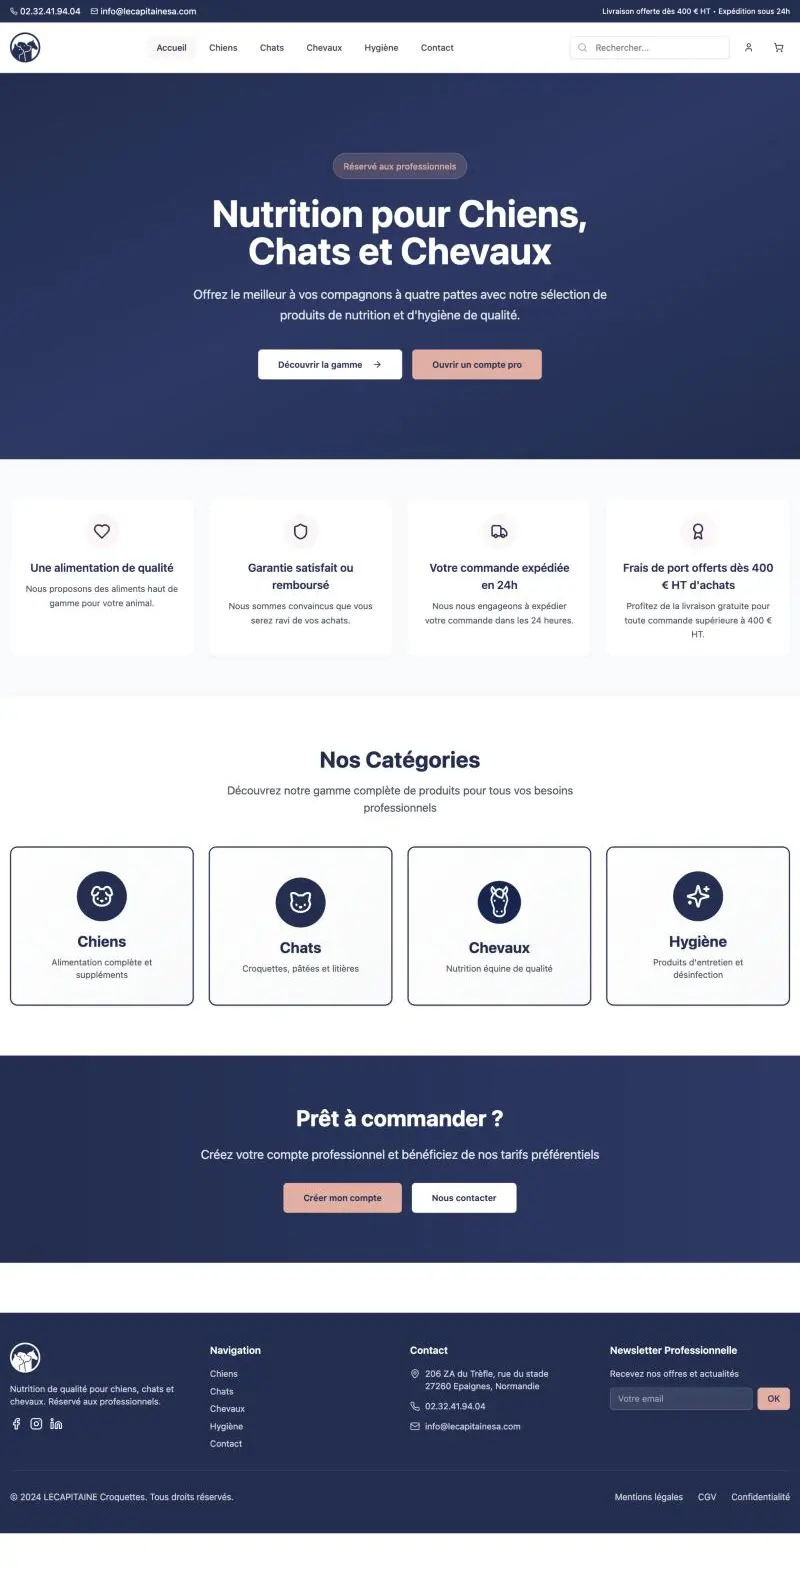 02.32.41.94.04 info@lecapitainesa.com Livraison offerte dès 400 € HT • Expédition sous 24h
Accueil Chiens Chats Chevaux Hygiène Contact Rechercher...
Réservé aux professionnels
Nutrition pour Chiens,
Chats et Chevaux
Offrez le meilleur à vos compagnons à quatre pattes avec notre sélection de
produits de nutrition et d'hygiène de qualité.
Découvrir la gamme → Ouvrir un compte pro
Une alimentation de qualité
Nous proposons des aliments haut de
gamme pour votre animal.
Garantie satisfait ou
remboursé
Nous sommes convaincus que vous
serez ravi de vos achats.
Votre commande expédiée
en 24h
Nous nous engageons à expédier
votre commande dans les 24 heures.
Frais de port offerts dès 400
€ HT d'achats
Profitez de la livraison gratuite pour
toute commande supérieure à 400 €
HT.
Nos Catégories
Découvrez notre gamme complète de produits pour tous vos besoins
professionnels
Chiens
Alimentation complète et
suppléments
Chats
Croquettes, pâtées et litières
Chevaux
Nutrition équine de qualité
Hygiène
Produits d'entretien et
désinfection
Prêt à commander ?
Créez votre compte professionnel et bénéficiez de nos tarifs préférentiels
Créer mon compte Nous contacter
Nutrition de qualité pour chiens, chats et
chevaux. Réservé aux professionnels.
Navigation
Chiens
Chats
Chevaux
Hygiène
Contact
Contact
206 ZA du Trèfle, rue du stade
27260 Epaignes, Normandie
02.32.41.94.04
info@lecapitainesa.com
Newsletter Professionnelle
Recevez nos offres et actualités
Votre email OK
© 2024 LECAPITAINE Croquettes. Tous droits réservés. Mentions légales CGV Confidentialité